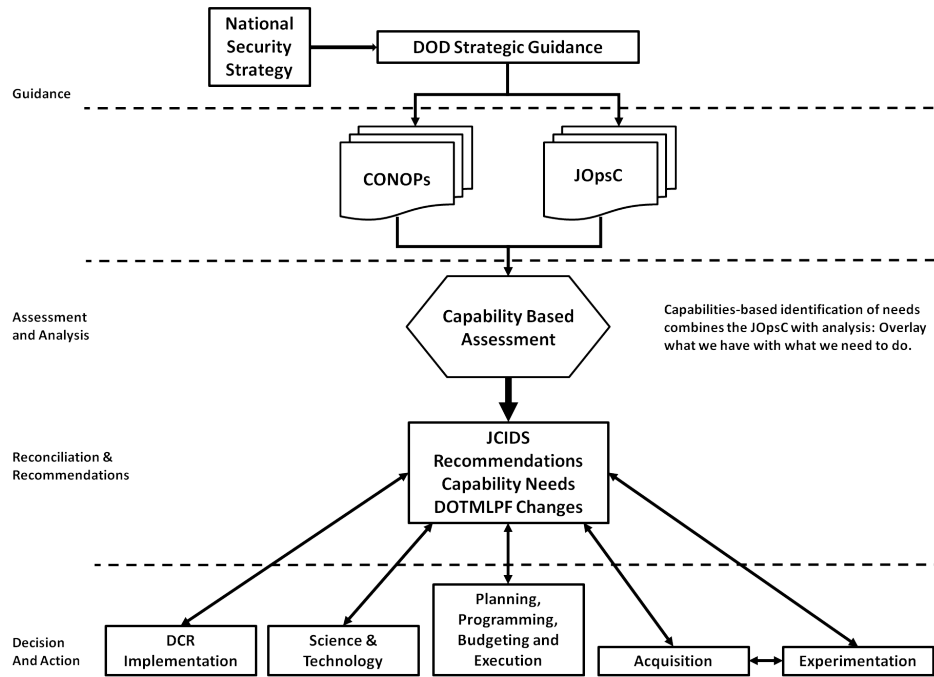 National
Security
Strategy
DOD Strategic Guidance
Guidance
CONOPs
JOpsC
Assessment
and Analysis
Capability Based
Assessment
Capabilities-based identification of needs
combines the JOpsC with analysis: Overlay
what we have with what we need to do.
Reconciliation &
Recommendations
JCIDS
Recommendations
Capability Needs
DOTMLPF Changes
Decision
And Action
DCR
Implementation
Science &
Technology
Planning,
Programming,
Budgeting and
Execution
Acquisition
Experimentation